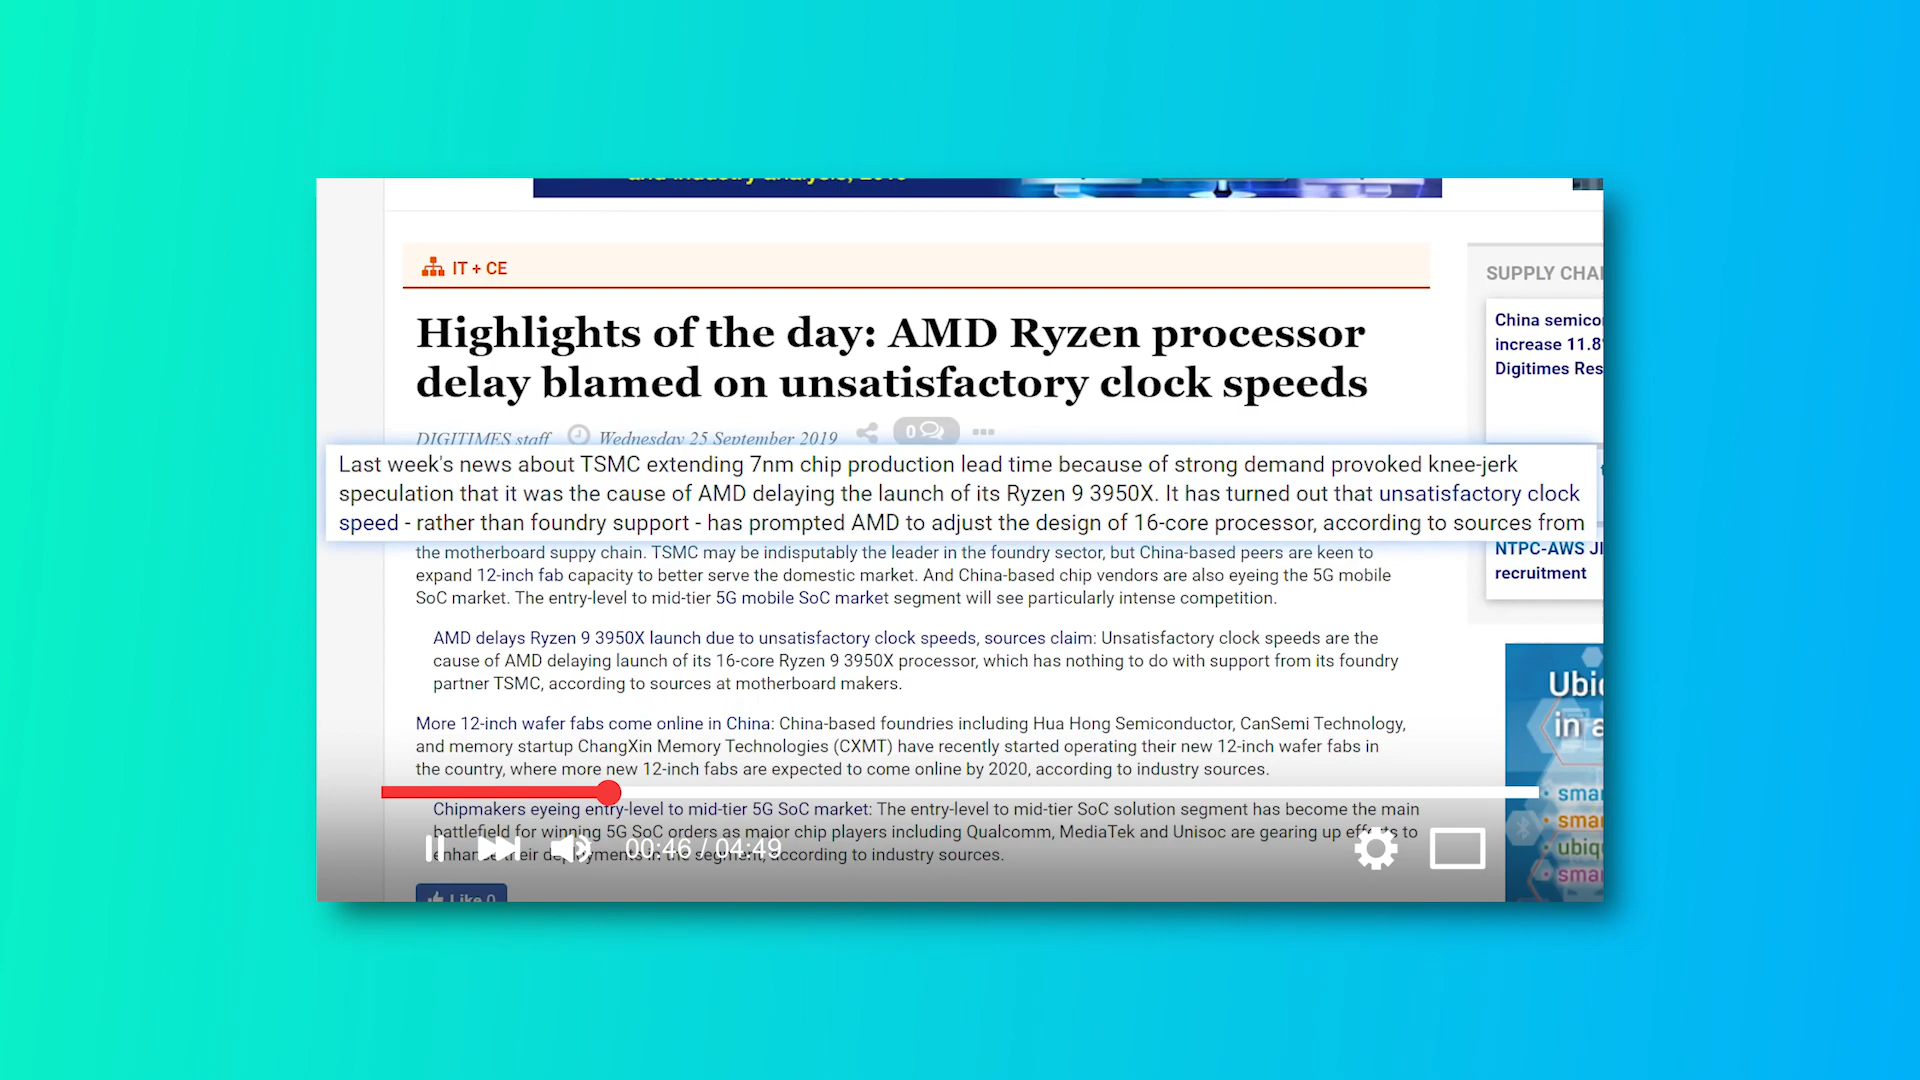 and industry analysis, 2019
IT + CE
Highlights of the day: AMD Ryzen processor
delay blamed on unsatisfactory clock speeds
DIGITIMES staff Wednesday 25 September 2019 0
Last week's news about TSMC extending 7nm chip production lead time because of strong demand provoked knee-jerk
speculation that it was the cause of AMD delaying the launch of its Ryzen 9 3950X. It has turned out that unsatisfactory clock
speed - rather than foundry support - has prompted AMD to adjust the design of 16-core processor, according to sources from
the motherboard suppy chain. TSMC may be indisputably the leader in the foundry sector, but China-based peers are keen to
expand 12-inch fab capacity to better serve the domestic market. And China-based chip vendors are also eyeing the 5G mobile
SoC market. The entry-level to mid-tier 5G mobile SoC market segment will see particularly intense competition.
AMD delays Ryzen 9 3950X launch due to unsatisfactory clock speeds, sources claim: Unsatisfactory clock speeds are the
cause of AMD delaying launch of its 16-core Ryzen 9 3950X processor, which has nothing to do with support from its foundry
partner TSMC, according to sources at motherboard makers.
More 12-inch wafer fabs come online in China: China-based foundries including Hua Hong Semiconductor, CanSemi Technology,
and memory startup ChangXin Memory Technologies (CXMT) have recently started operating their new 12-inch wafer fabs in
the country, where more new 12-inch fabs are expected to come online by 2020, according to industry sources.
Chipmakers eyeing entry-level to mid-tier 5G SoC market: The entry-level to mid-tier SoC solution segment has become the main
battlefield for winning 5G SoC orders as major chip players including Qualcomm, MediaTek and Unisoc are gearing up efforts to
enhance their deployments in the segment, according to industry sources.
00:46 / 04:49
Like 0
SUPPLY CHAI
China semico
increase 11.8
Digitimes Res
NTPC-AWS JI
recruitment
Ubi
in a
smar
smar
ubiqu
smar